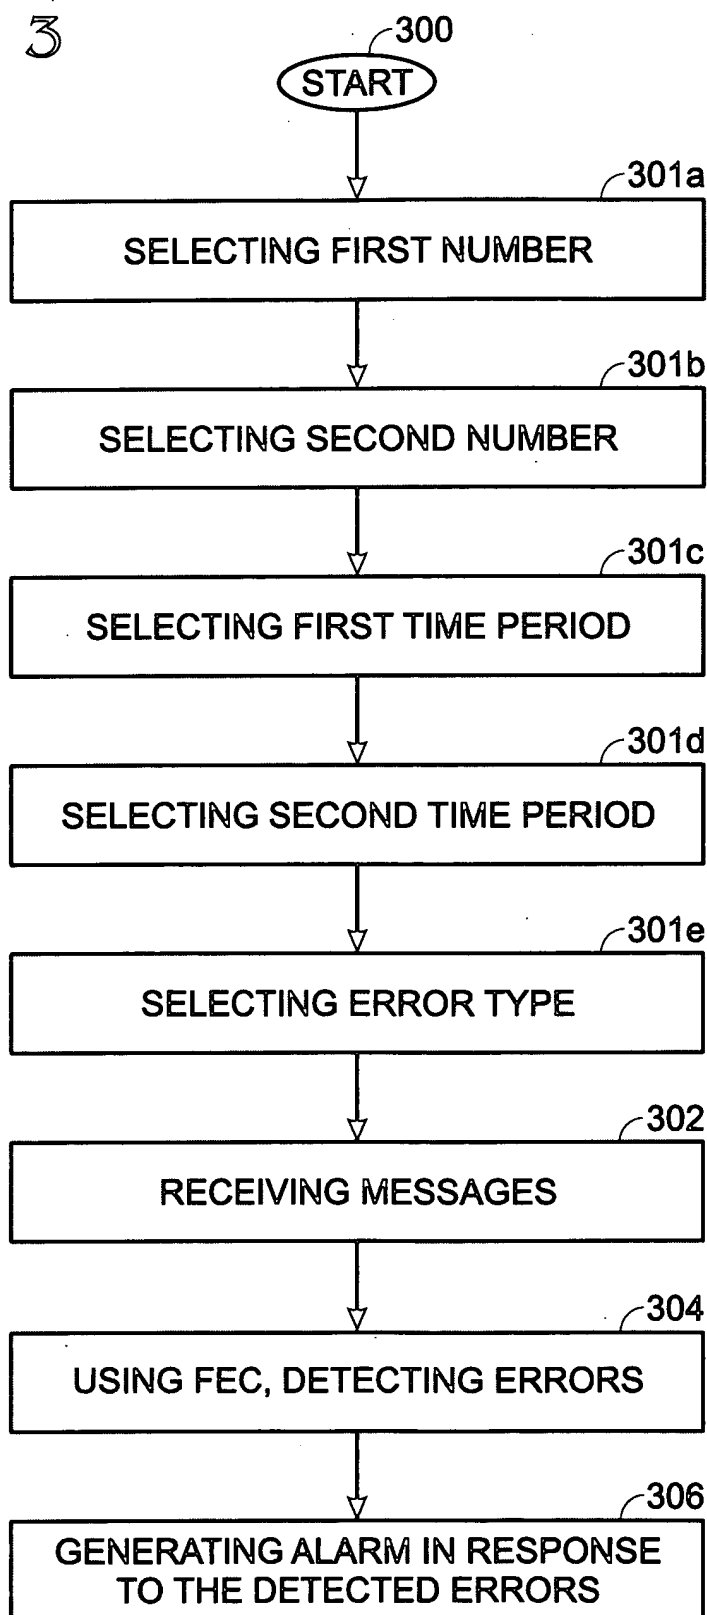 3
300
START
301a
SELECTING FIRST NUMBER
301b
SELECTING SECOND NUMBER
301c
SELECTING FIRST TIME PERIOD
301d
SELECTING SECOND TIME PERIOD
301e
SELECTING ERROR TYPE
302
RECEIVING MESSAGES
304
USING FEC, DETECTING ERRORS
306
GENERATING ALARM IN RESPONSE
TO THE DETECTED ERRORS